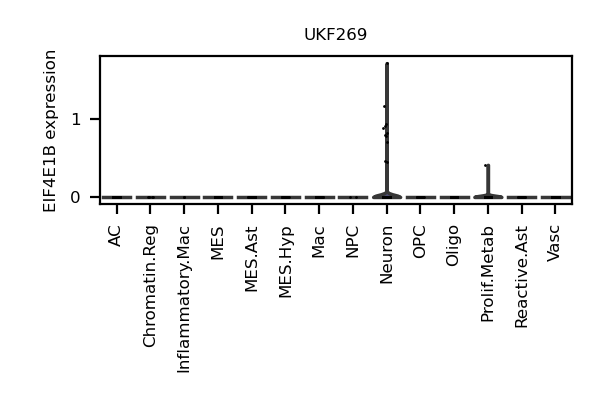 UKF269
EIF4E1B expression
1
0
AC
Chromatin.Reg
Inflammatory.Mac
MES
MES.Ast
MES.Hyp
Mac
NPC
Neuron
OPC
Oligo
Prolif.Metab
Reactive.Ast
Vasc